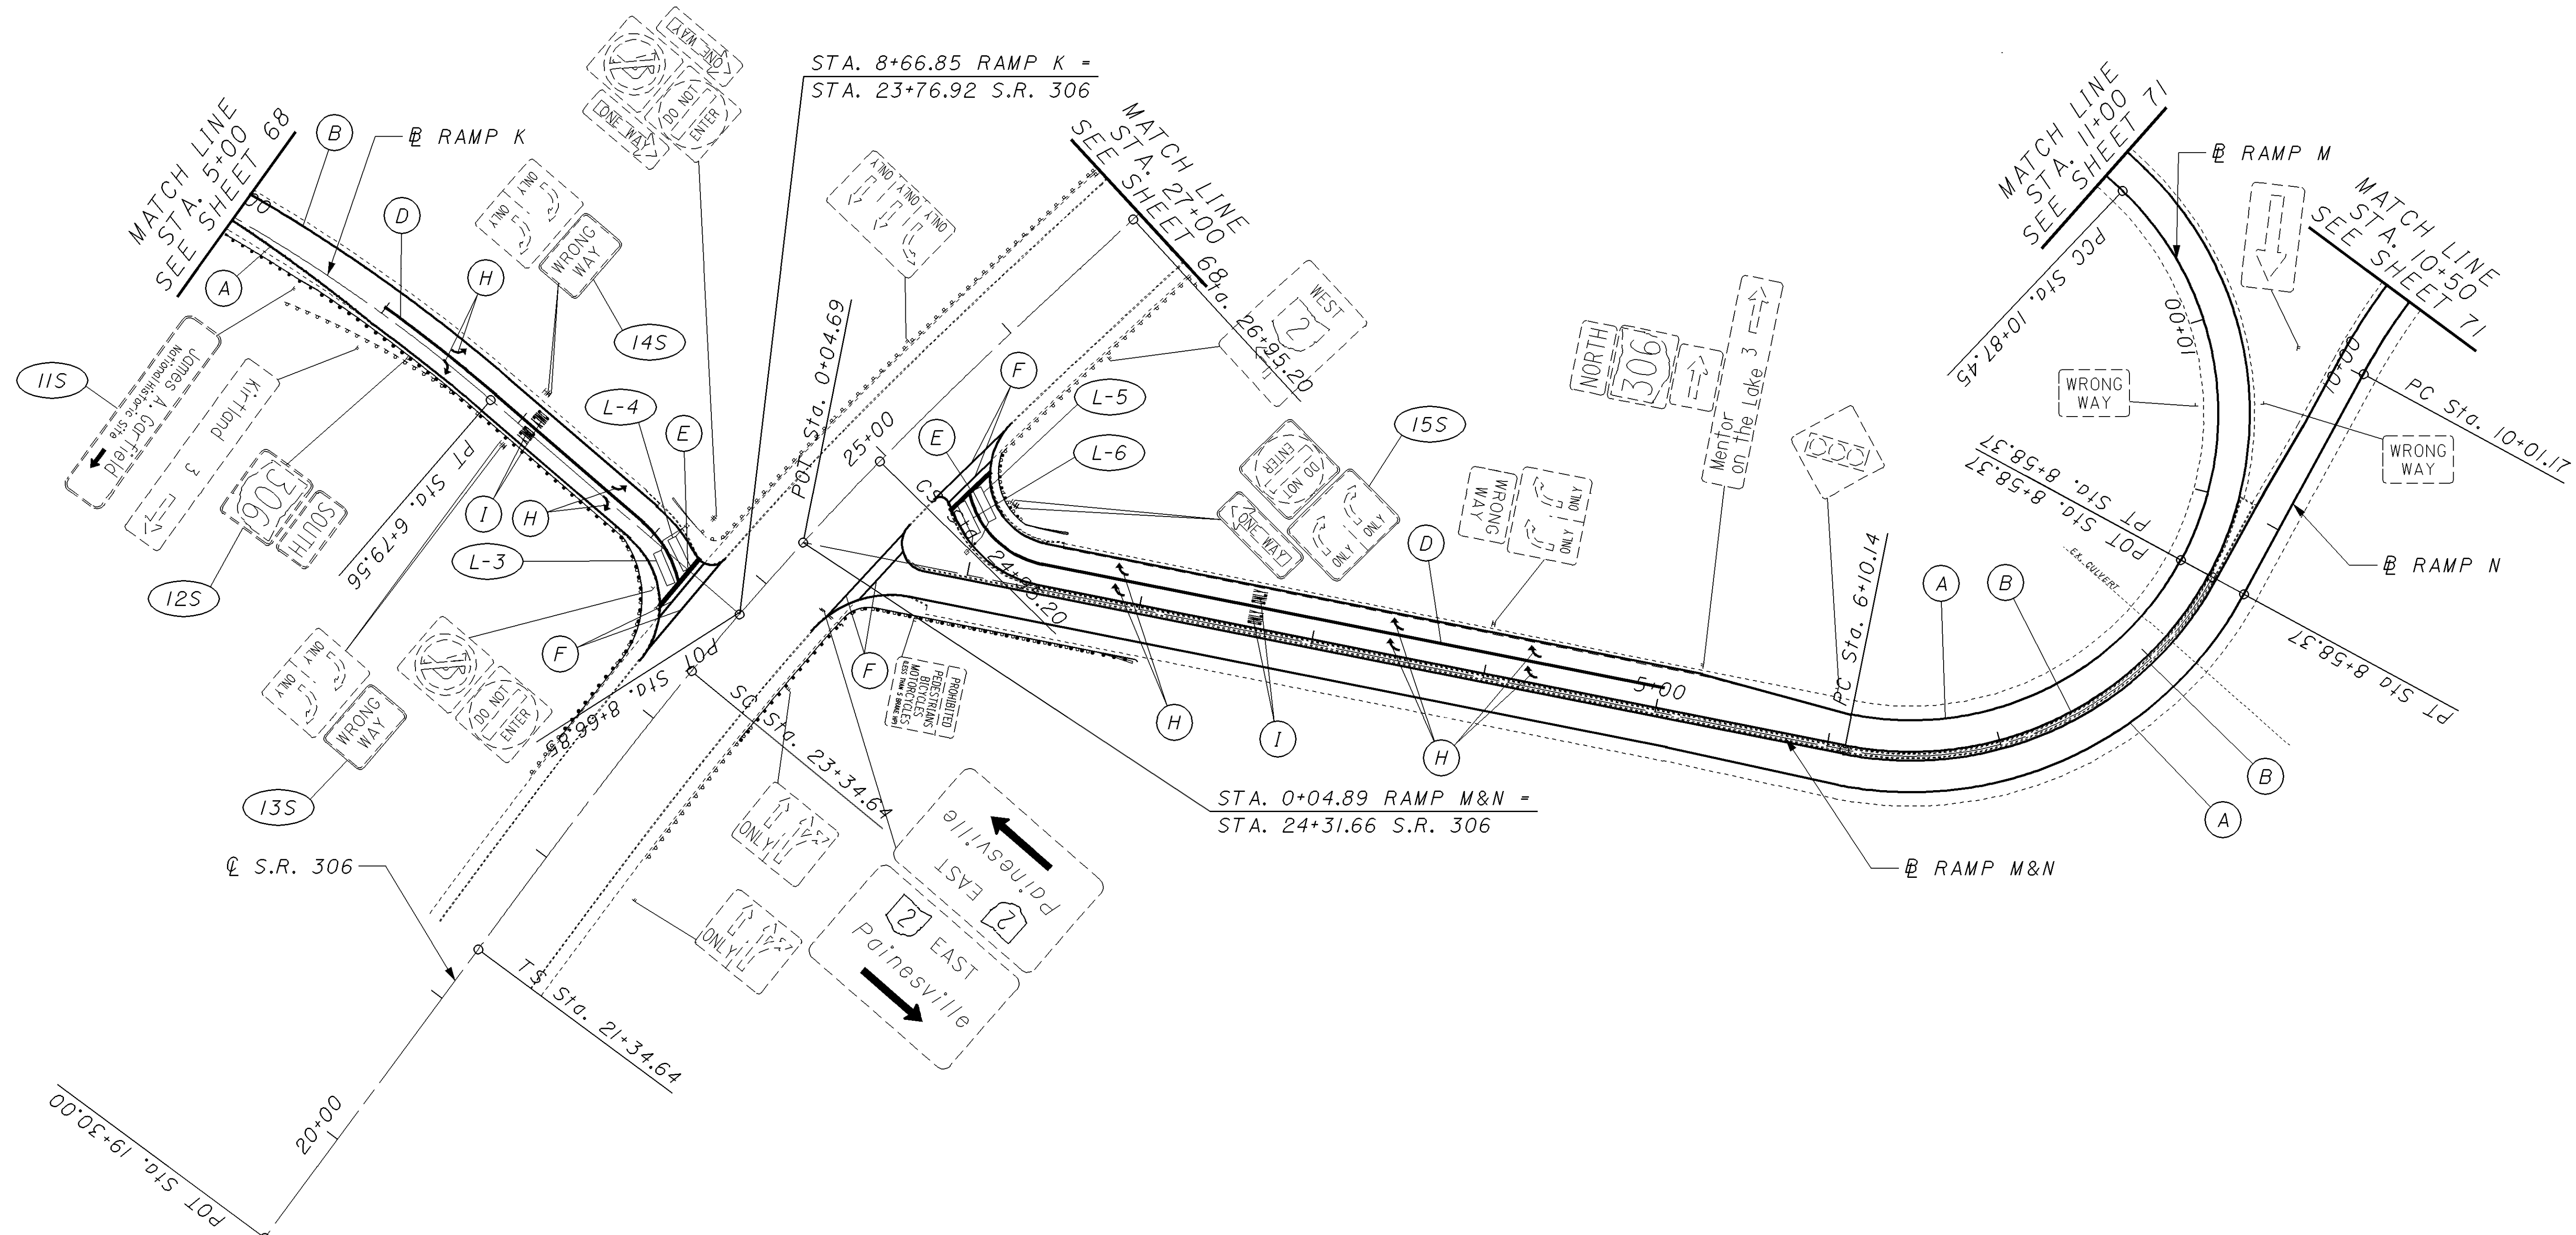 STA. 8+66.85 RAMP K =
STA. 23+76.92 S.R. 306
MATCH LINE
STA. 5+00
SEE SHEET 68
B
℄ RAMP K
D
A
H
ONLY
ONLY
WRONG
WAY
14S
ONE WAY
DO NOT
ENTER
ONE WAY
ONLY
ONLY
ONLY
MATCH LINE
STA. 27+00
SEE SHEET 68
Sta. 26+95.20
WEST
2
11S
James A. Garfield
National Historic Site
Kirtland 3
306
SOUTH
12S
PT Sta. 6+79.56
I
H
L-4
E
L-3
F
POT Sta. 0+04.69
25+00
CS Sta. 24+95.20
E
F
L-5
L-6
15S
DO NOT
ENTER
ONE WAY
ONLY
ONLY
WRONG
WAY
ONLY
ONLY
NORTH
306
Mentor
on the Lake 3
D
PC Sta. 6+10.14
5+00
H
I
H
ONLY
ONLY
MATCH LINE
STA. 11+00
SEE SHEET 71
BL RAMP M
PCC Sta. 10+87.45
10+00
WRONG
WAY
WRONG
WAY
MATCH LINE
STA. 10+50
SEE SHEET 71
10+00
PC Sta. 10+01.17
POT Sta. 8+58.37
PT Sta. 8+58.37
EX. CULVERT
BL RAMP N
PT Sta 8+58.37
A
B
B
A
BL RAMP M&N
STA. 0+04.89 RAMP M&N =
STA. 24+31.66 S.R. 306
PROHIBITED
PEDESTRIANS
BICYCLES
MOTORCYCLES
F
ONLY
ONLY
WRONG
WAY
13S
DO NOT
ENTER
POT Sta. 8+66.85
SC Sta. 23+34.64
ONLY
ONLY
Painesville
EAST
2
2
EAST
Painesville
℄ S.R. 306
TS Sta. 21+34.64
20+00
POT Sta. 19+30.00